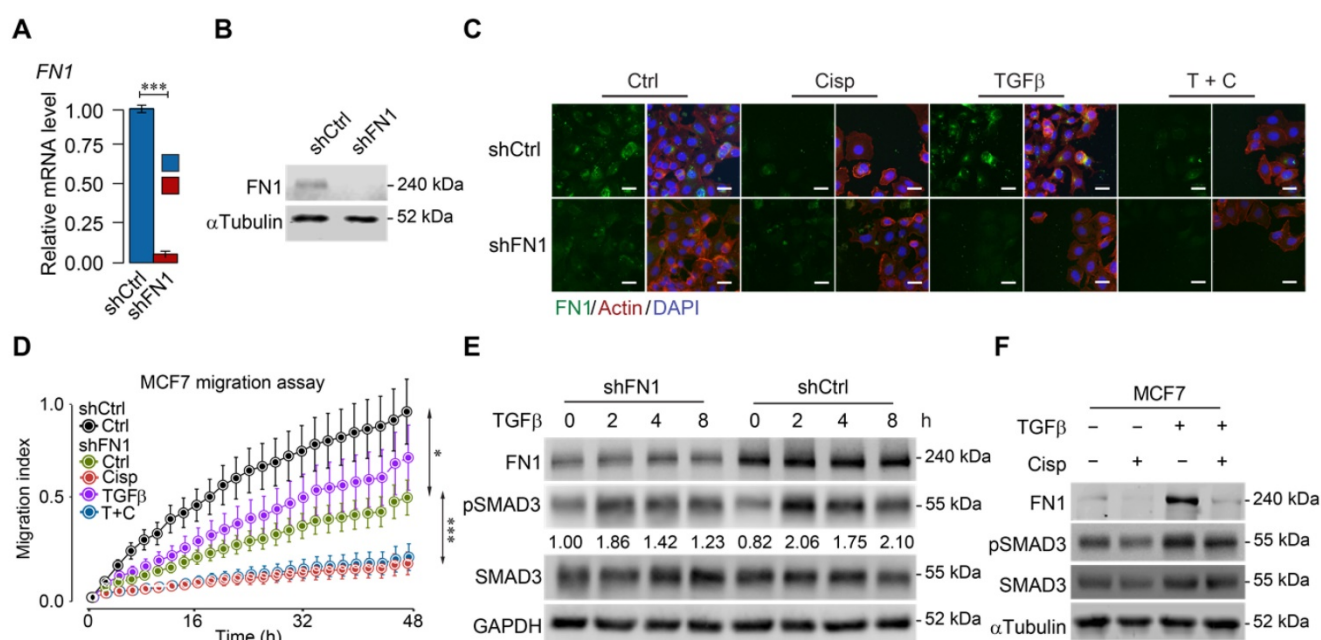 A
FN1
***
Relative mRNA level
1.00
0.75
0.50
0.25
0.00
shCtrl
shFN1
B
shCtrl
shFN1
FN1
240 kDa
αTubulin
52 kDa
C
Ctrl
Cisp
TGFβ
T + C
shCtrl
shFN1
FN1/Actin/DAPI
D
MCF7 migration assay
Migration index
1.0
0.5
0.0
shCtrl
Ctrl
shFN1
Ctrl
Cisp
TGFβ
T+C
*
***
0 16 32 48
Time (h)
E
shFN1 shCtrl
TGFβ 0 2 4 8 0 2 4 8 h
FN1 240 kDa
pSMAD3 55 kDa
1.00 1.86 1.42 1.23 0.82 2.06 1.75 2.10
SMAD3 55 kDa
GAPDH 52 kDa
F
MCF7
TGFβ – – + +
Cisp – + – +
FN1 240 kDa
pSMAD3 55 kDa
SMAD3 55 kDa
αTubulin 52 kDa